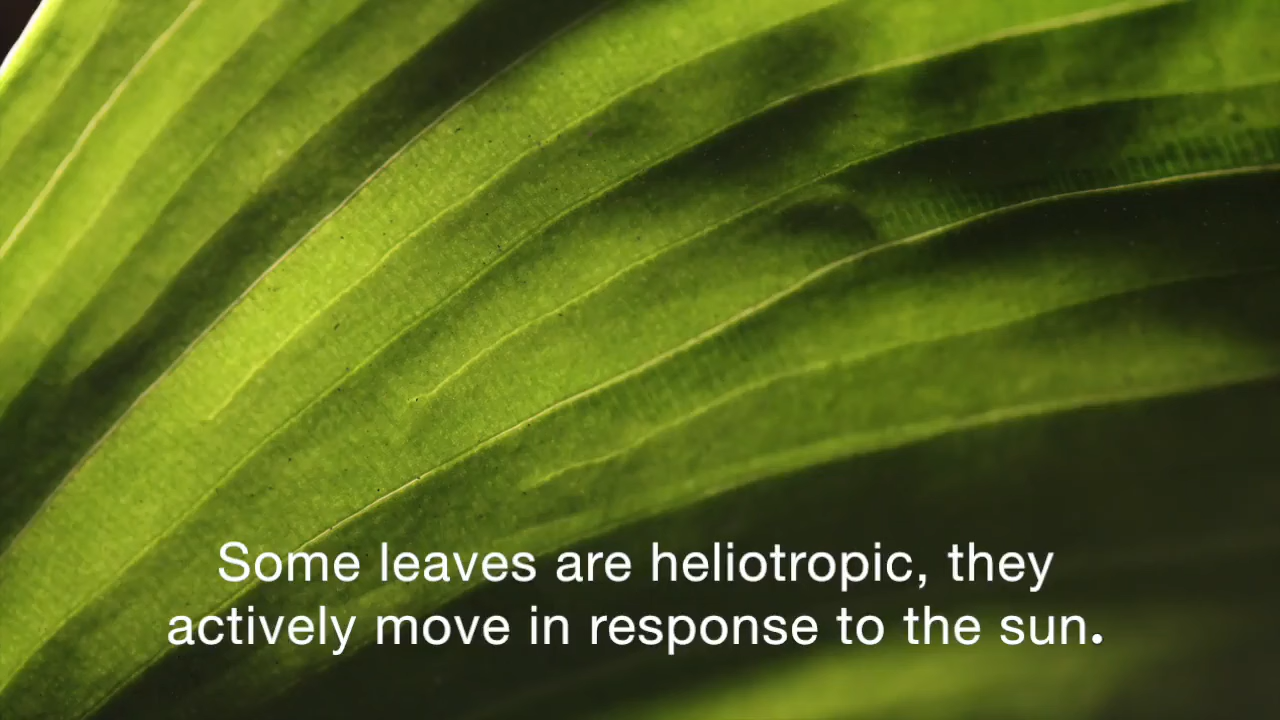 Some leaves are heliotropic, they
actively move in response to the sun.